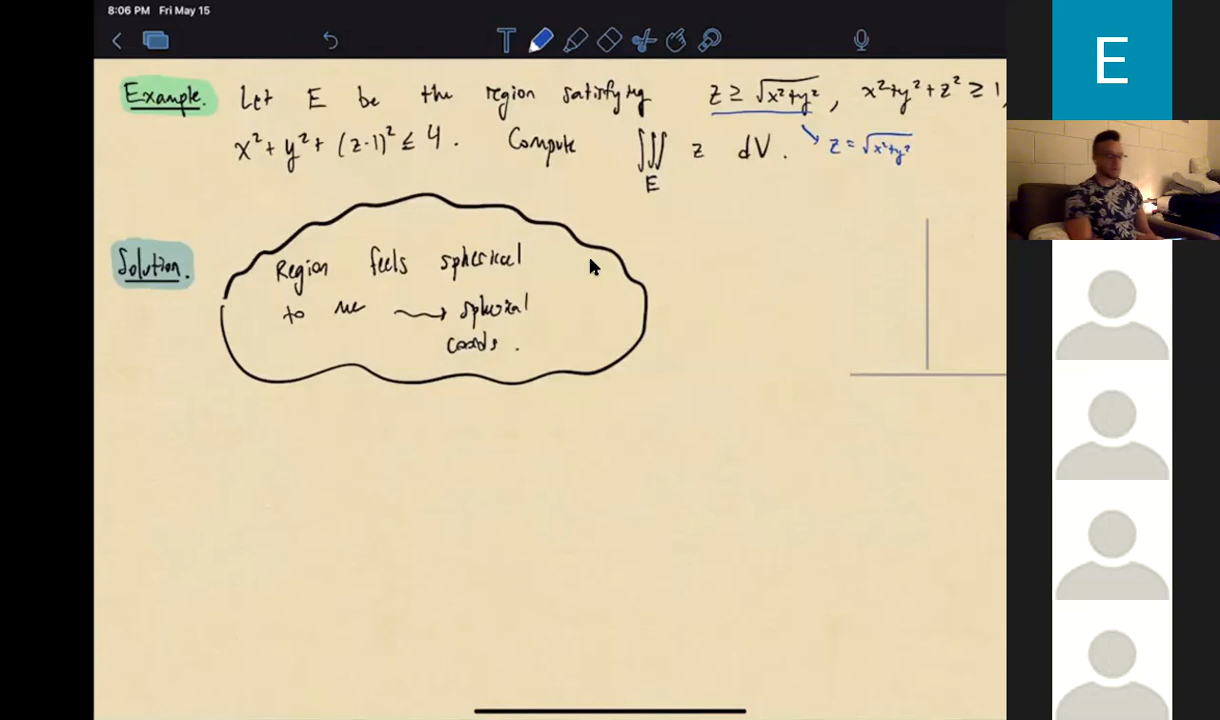 8:06 PM Fri May 15
Example. Let E be the region satisfying z ≥ √x²+y² , x²+y²+z² ≥ 1,
x²+y²+(z-1)² ≤ 4. Compute ∭_E z dV. z = √x²+y²
Solution.
Region feels spherical
to me → spherical
coords.
E